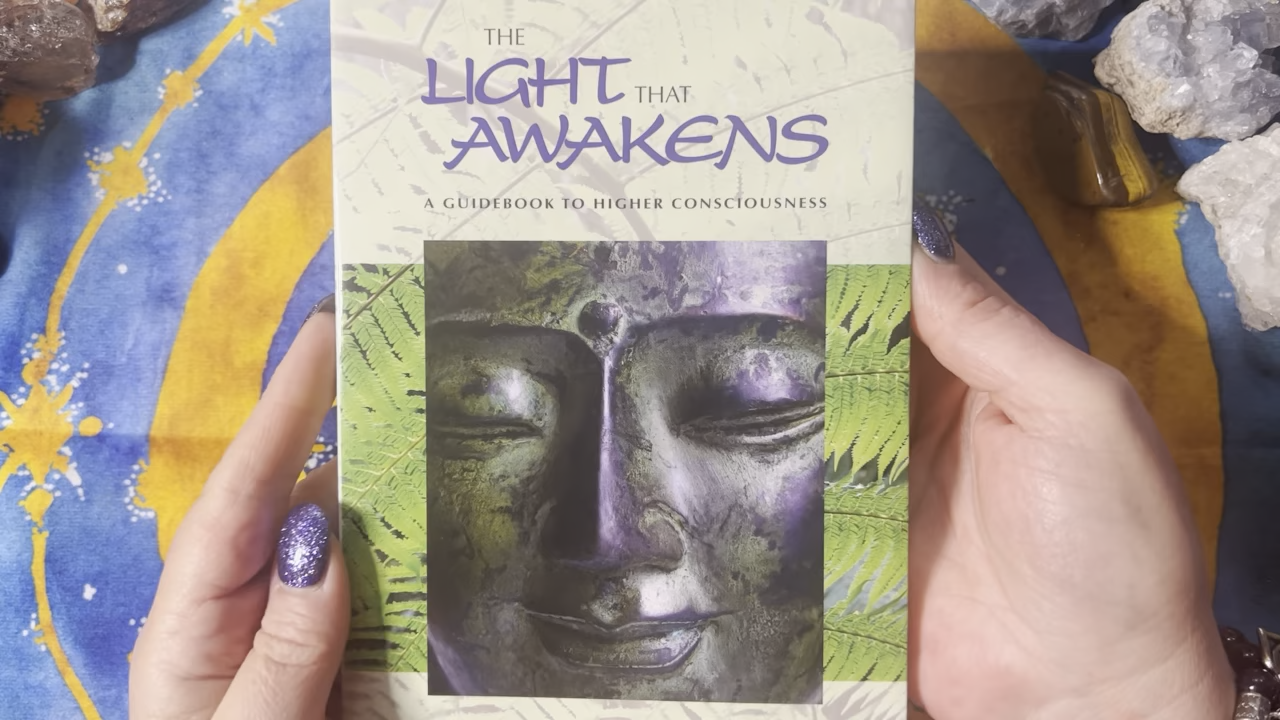 THE
LIGHT THAT
AWAKENS
A GUIDEBOOK TO HIGHER CONSCIOUSNESS